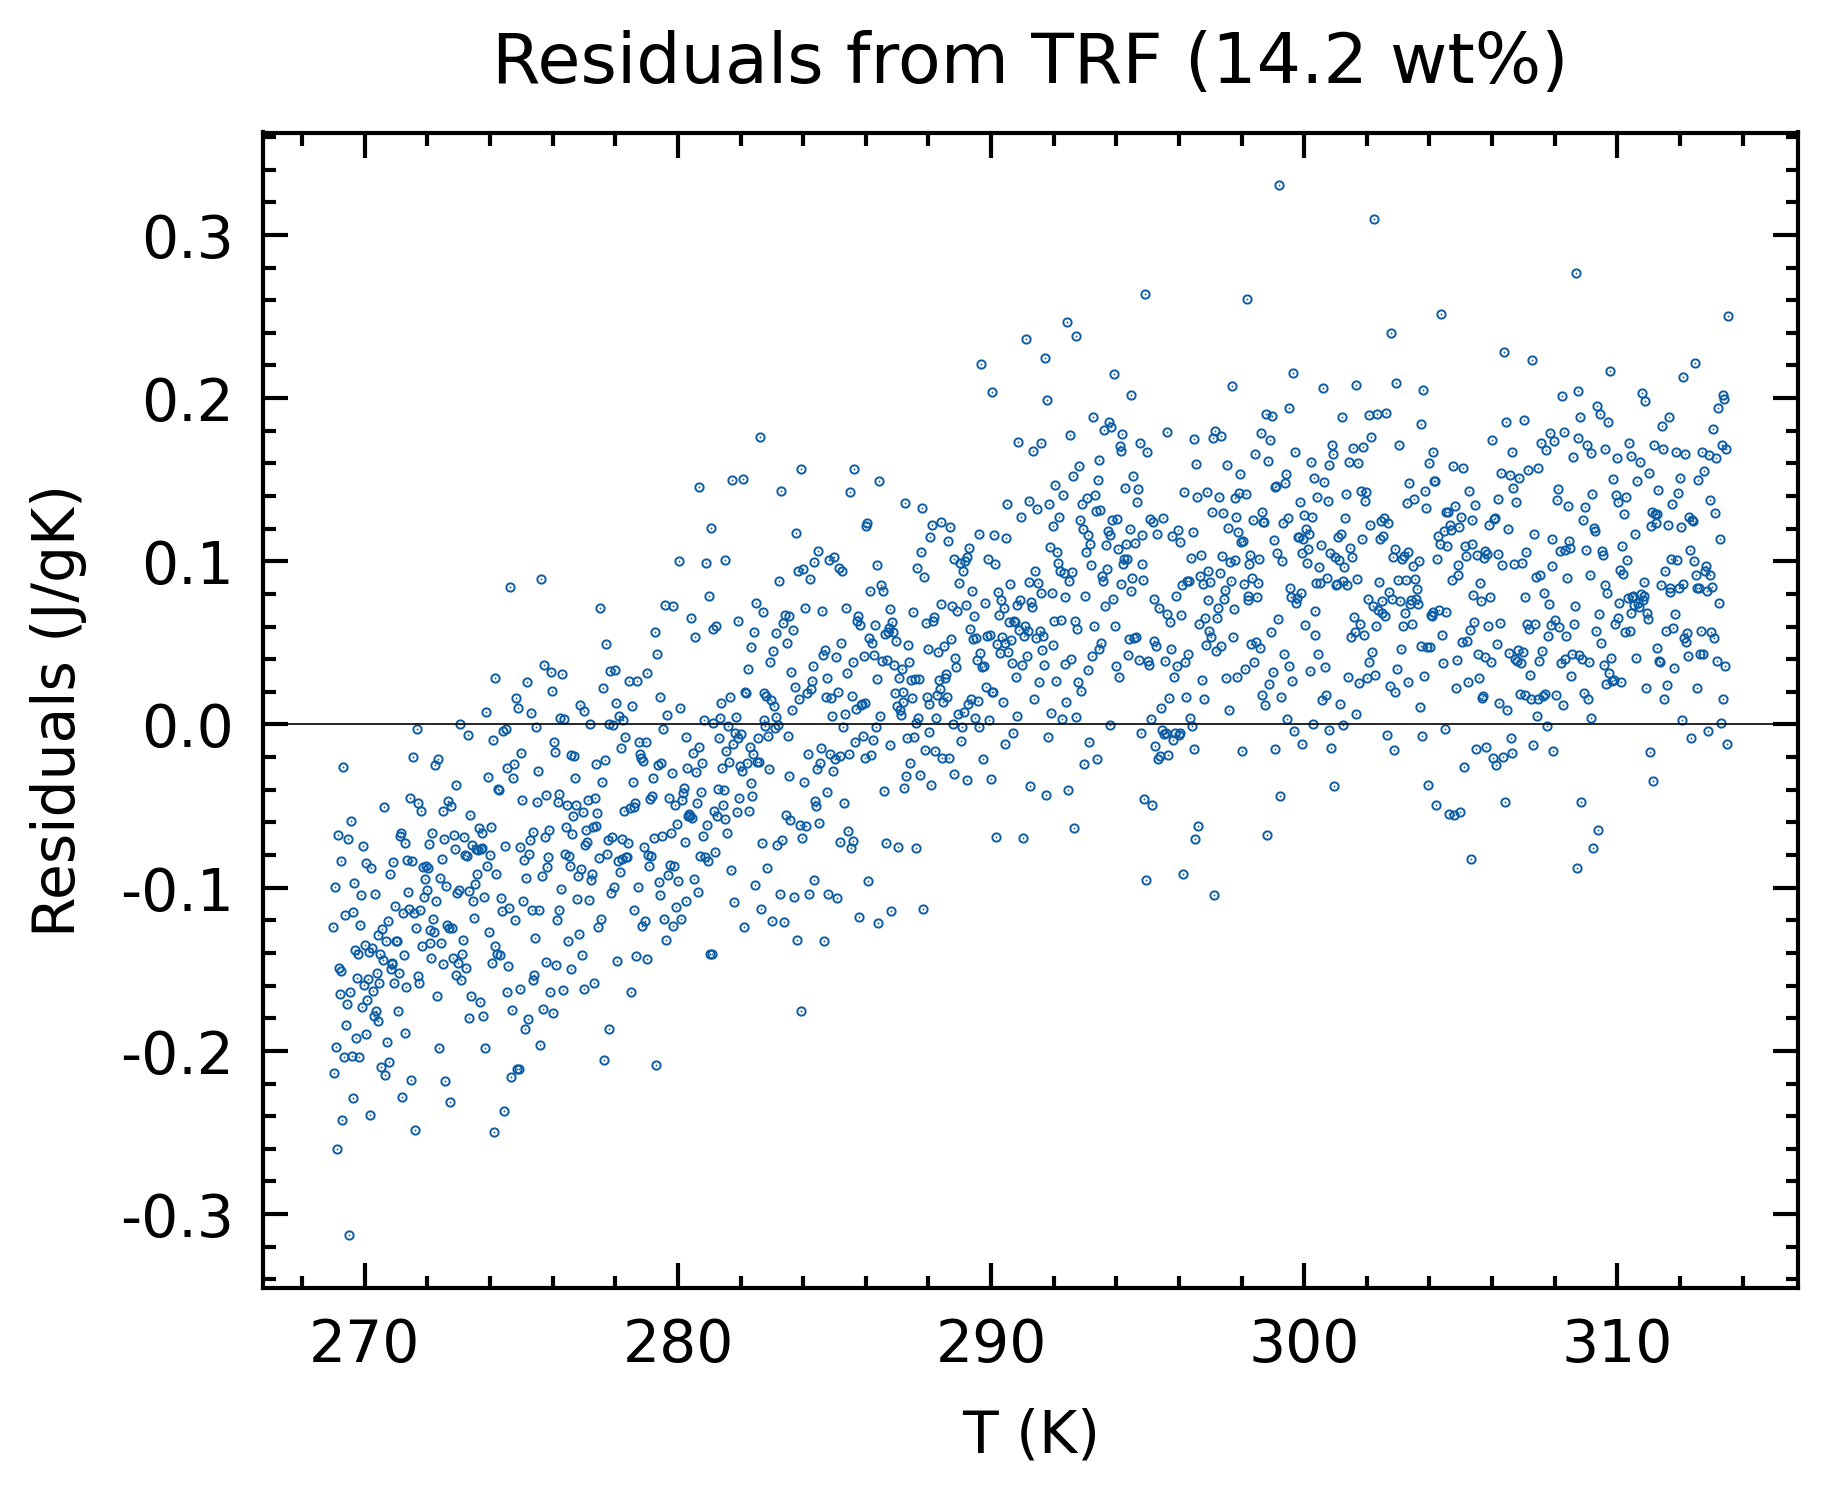 Residuals from TRF (14.2 wt%)
Residuals (J/gK)
0.3
0.2
0.1
0.0
-0.1
-0.2
-0.3
270 280 290 300 310
T (K)